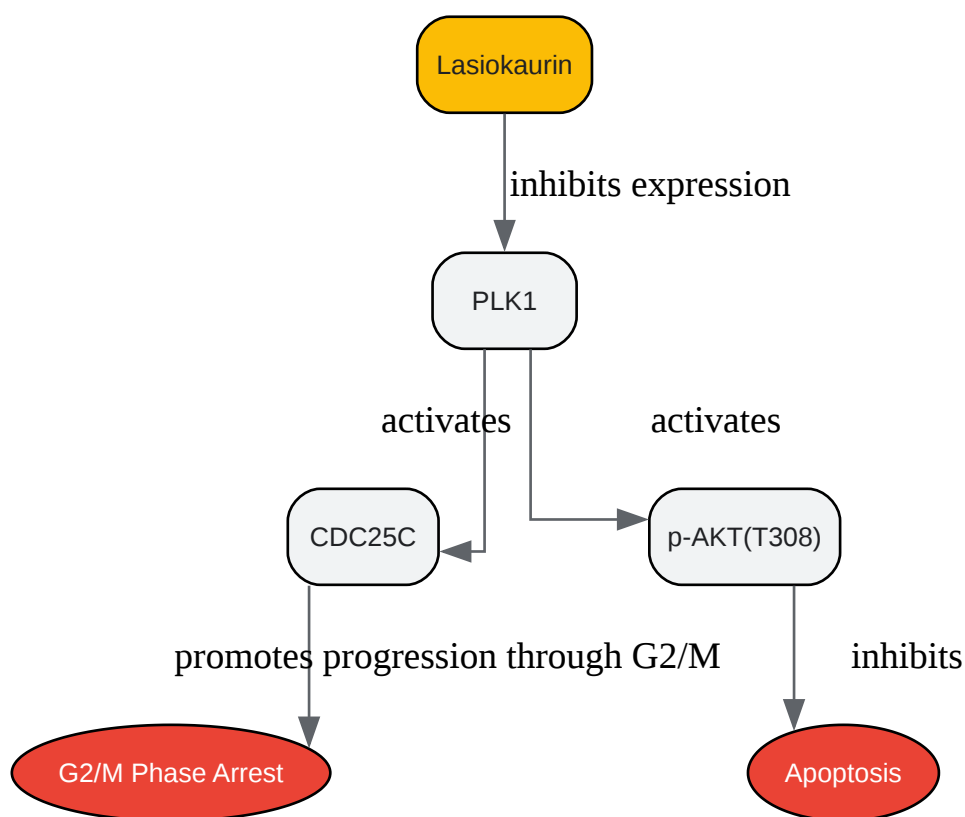 Lasiokaurin
inhibits expression
PLK1
activates
activates
CDC25C
p-AKT(T308)
promotes progression through G2/M
inhibits
G2/M Phase Arrest
Apoptosis